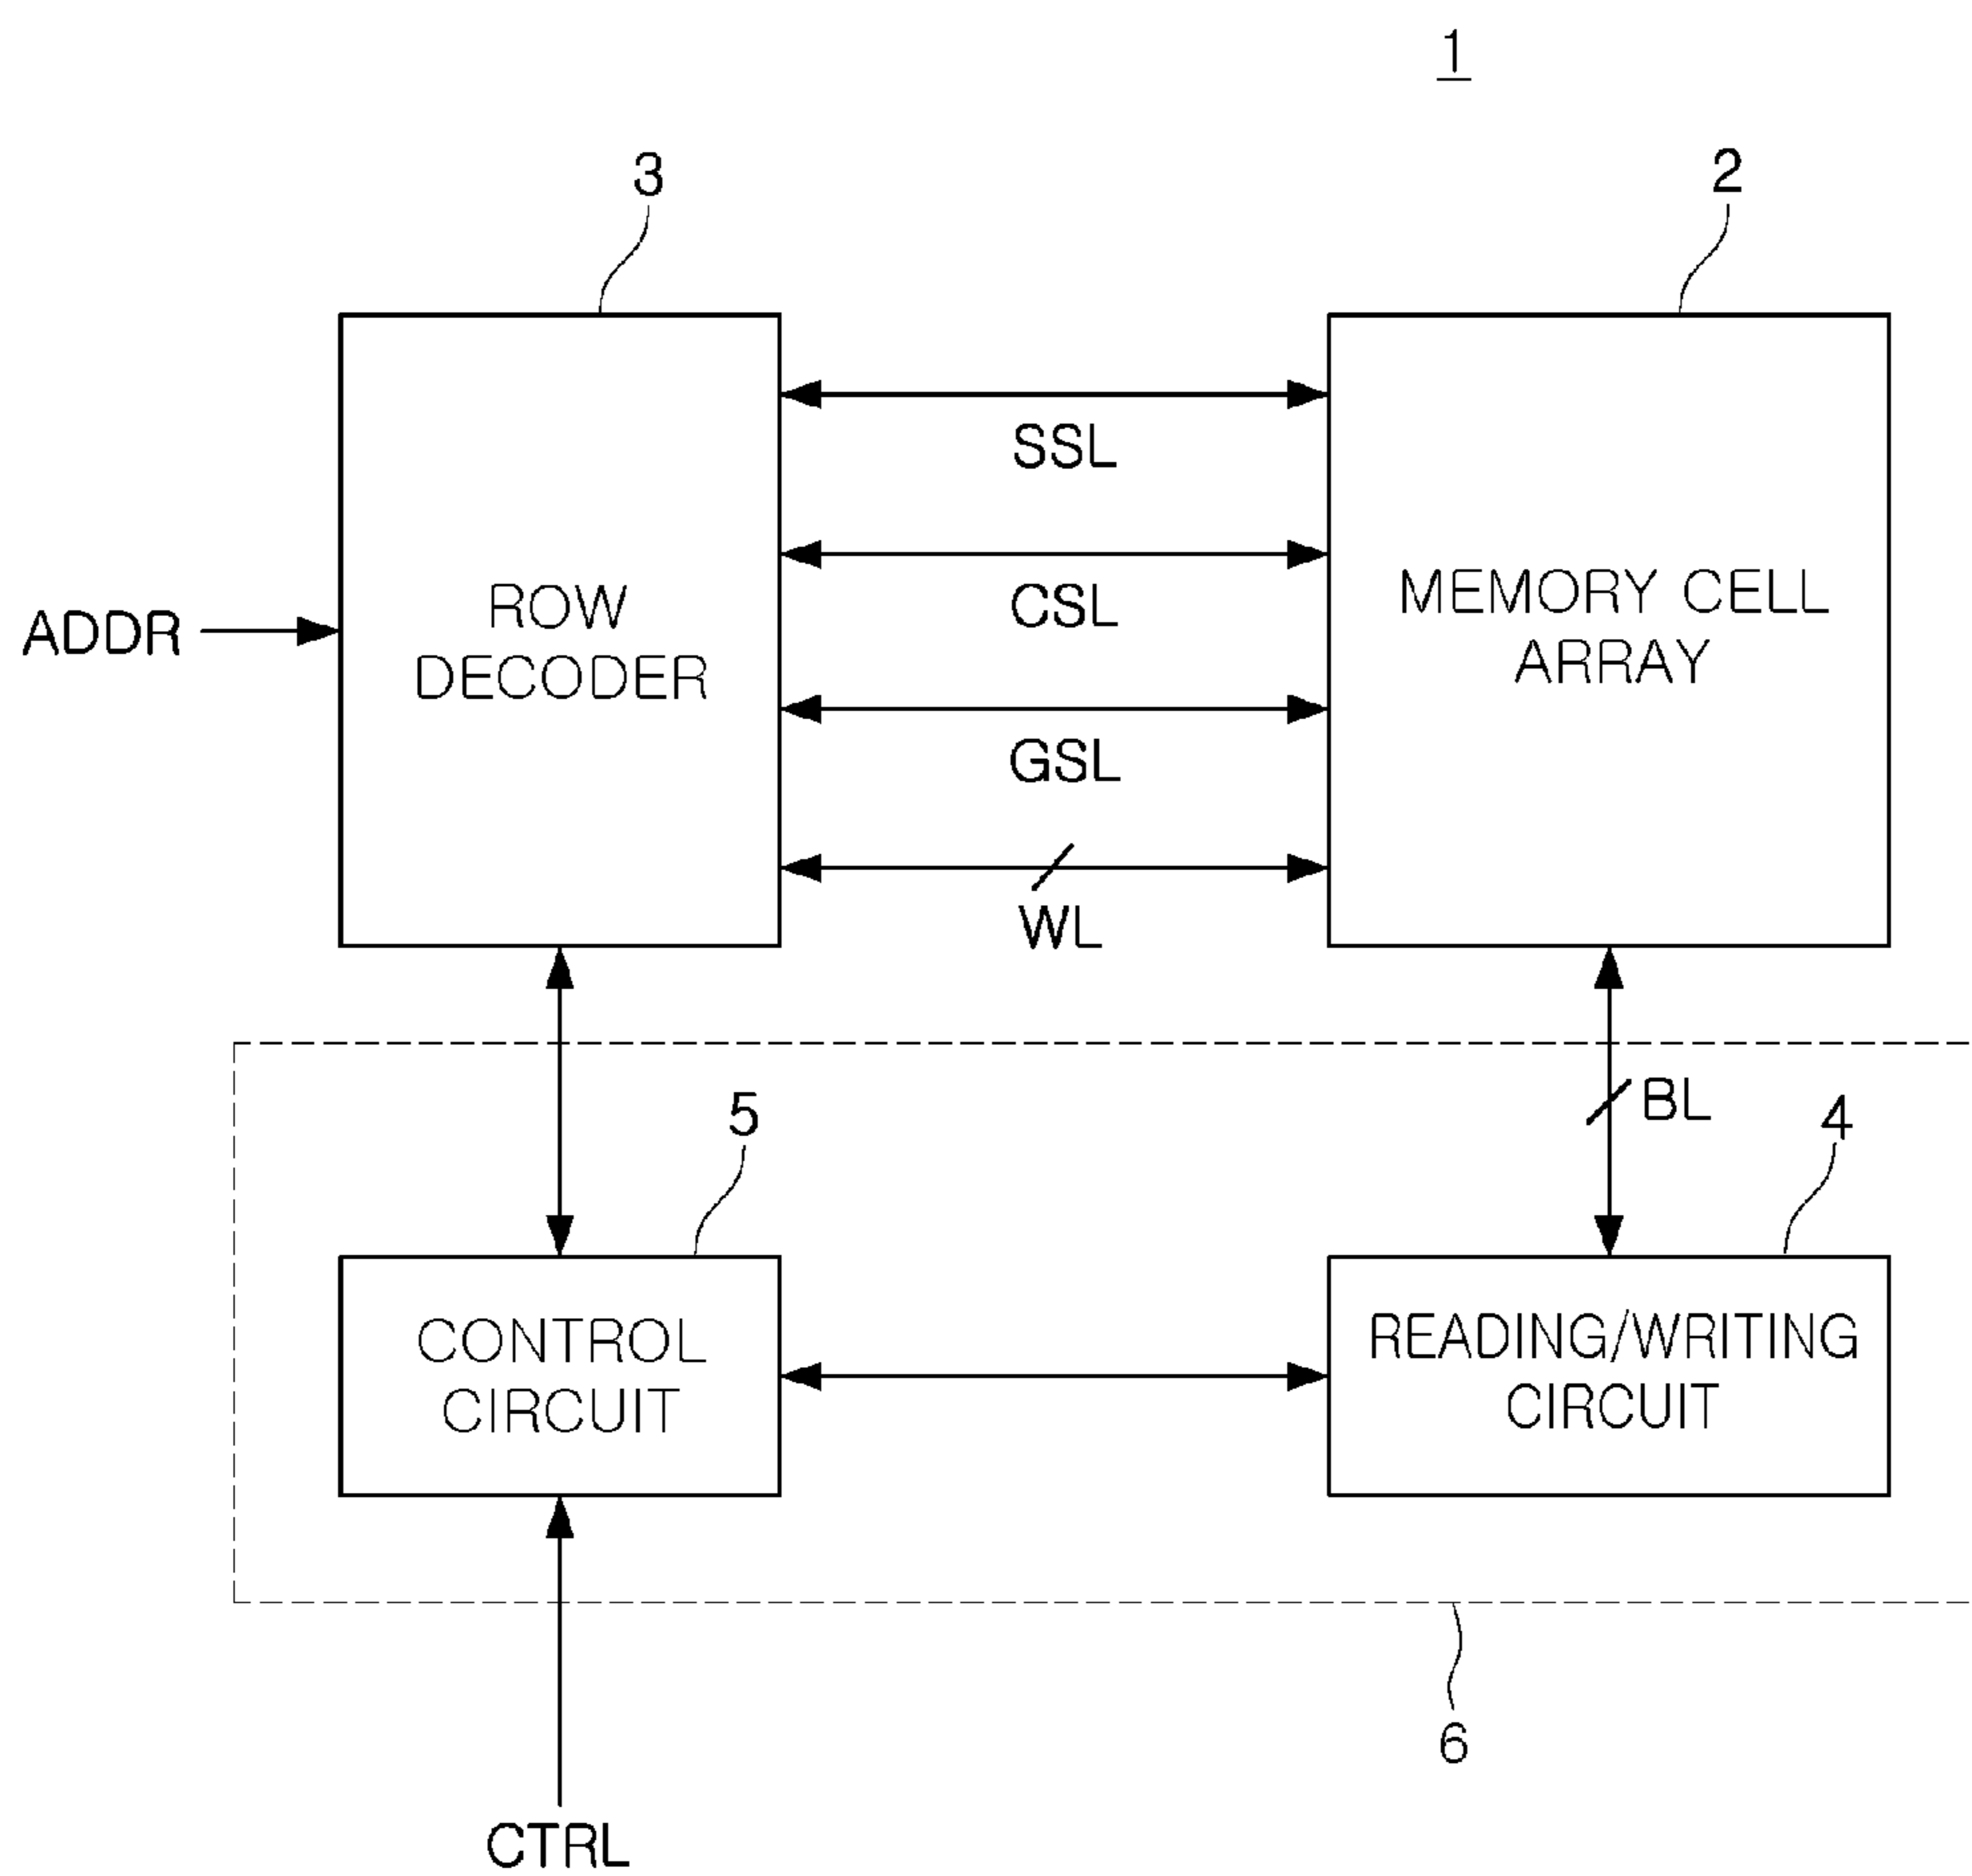 1
3
2
SSL
CSL
GSL
WL
ADDR
ROW
DECODER
MEMORY CELL
ARRAY
BL
5
4
CONTROL
CIRCUIT
READING/WRITING
CIRCUIT
6
CTRL